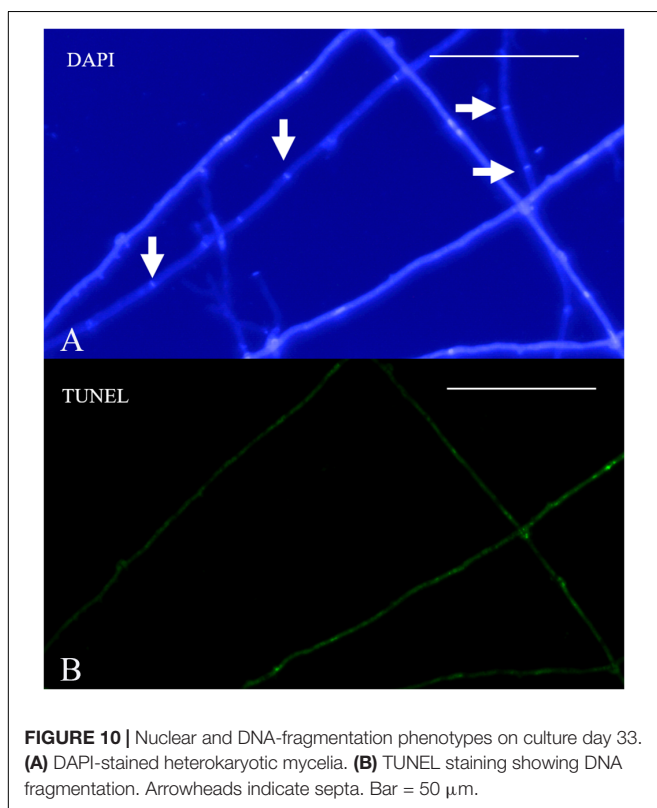 DAPI
A
TUNEL
B
FIGURE 10 | Nuclear and DNA-fragmentation phenotypes on culture day 33.
(A) DAPI-stained heterokaryotic mycelia. (B) TUNEL staining showing DNA
fragmentation. Arrowheads indicate septa. Bar = 50 μm.